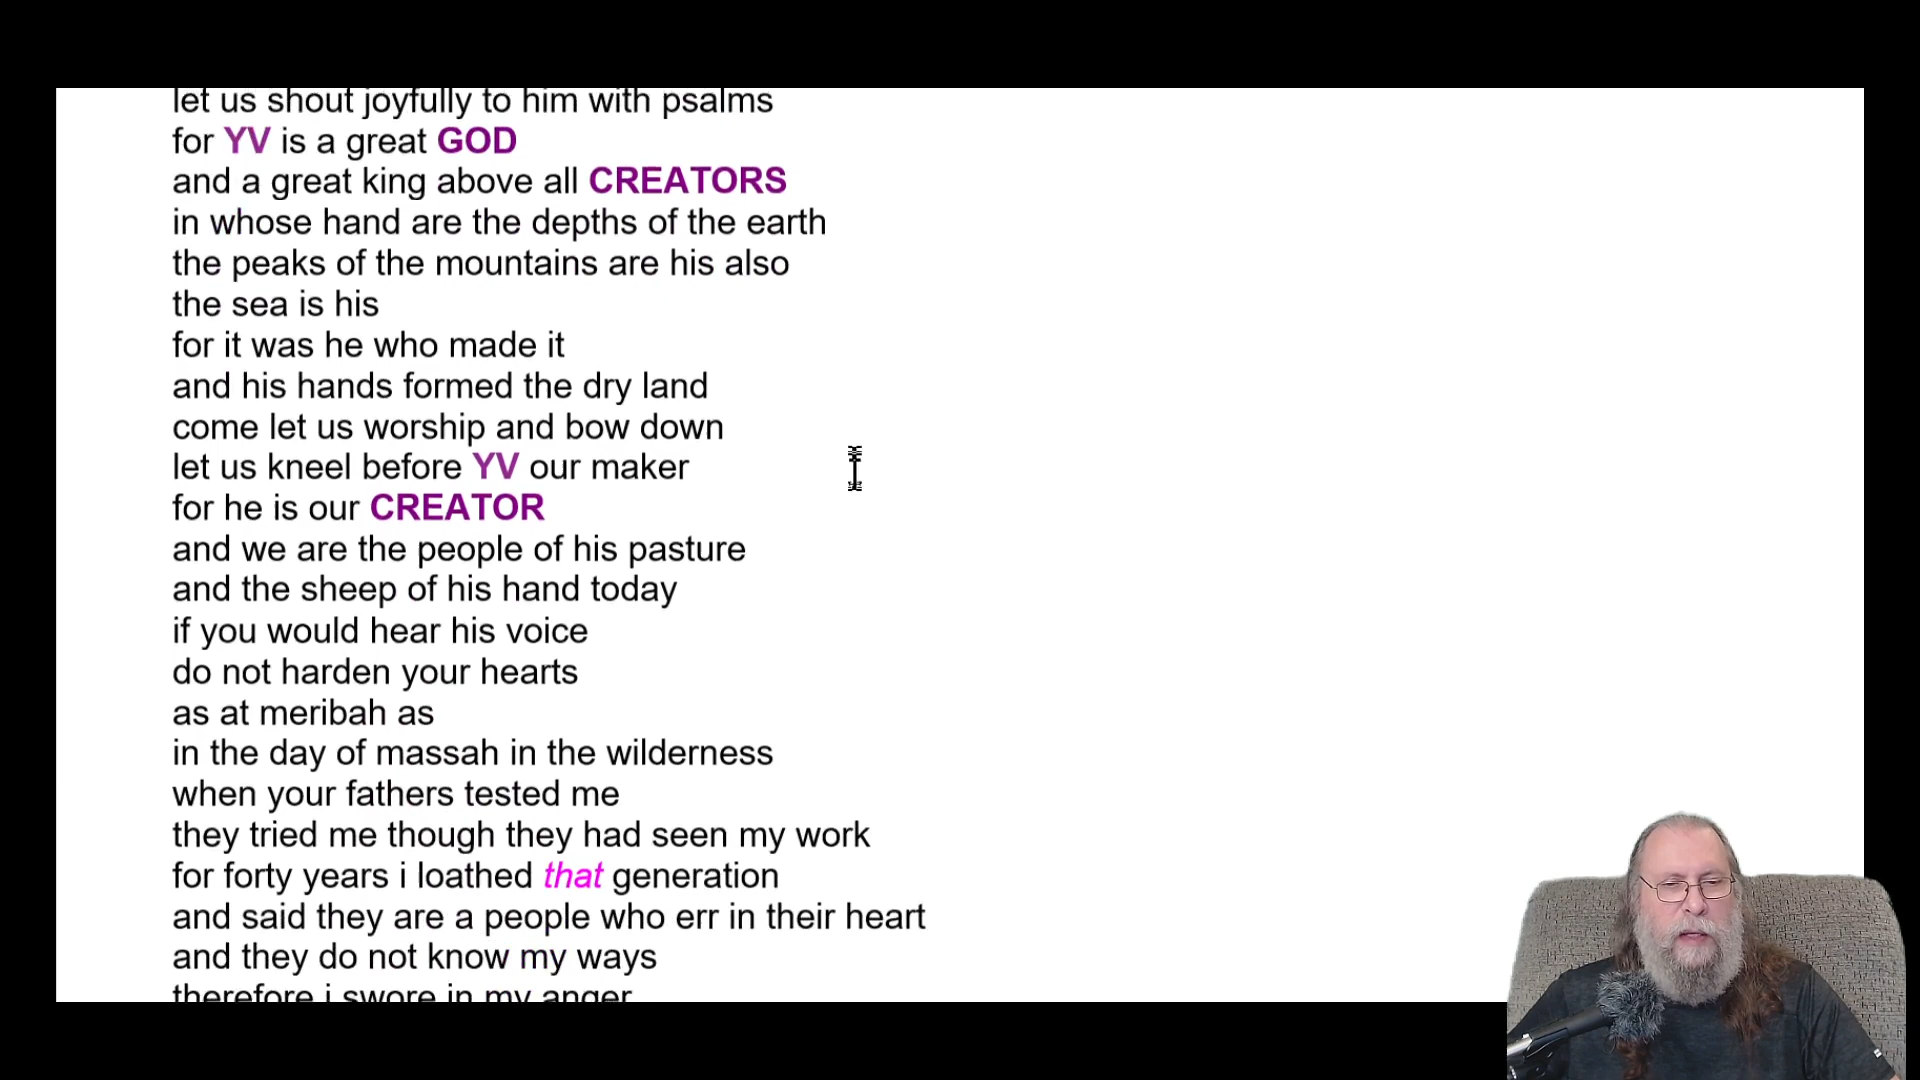 let us shout joyfully to him with psalms
for YV is a great GOD
and a great king above all CREATORS
in whose hand are the depths of the earth
the peaks of the mountains are his also
the sea is his
for it was he who made it
and his hands formed the dry land
come let us worship and bow down
let us kneel before YV our maker
for he is our CREATOR
and we are the people of his pasture
and the sheep of his hand today
if you would hear his voice
do not harden your hearts
as at meribah as
in the day of massah in the wilderness
when your fathers tested me
they tried me though they had seen my work
for forty years i loathed that generation
and said they are a people who err in their heart
and they do not know my ways
therefore i swore in my anger